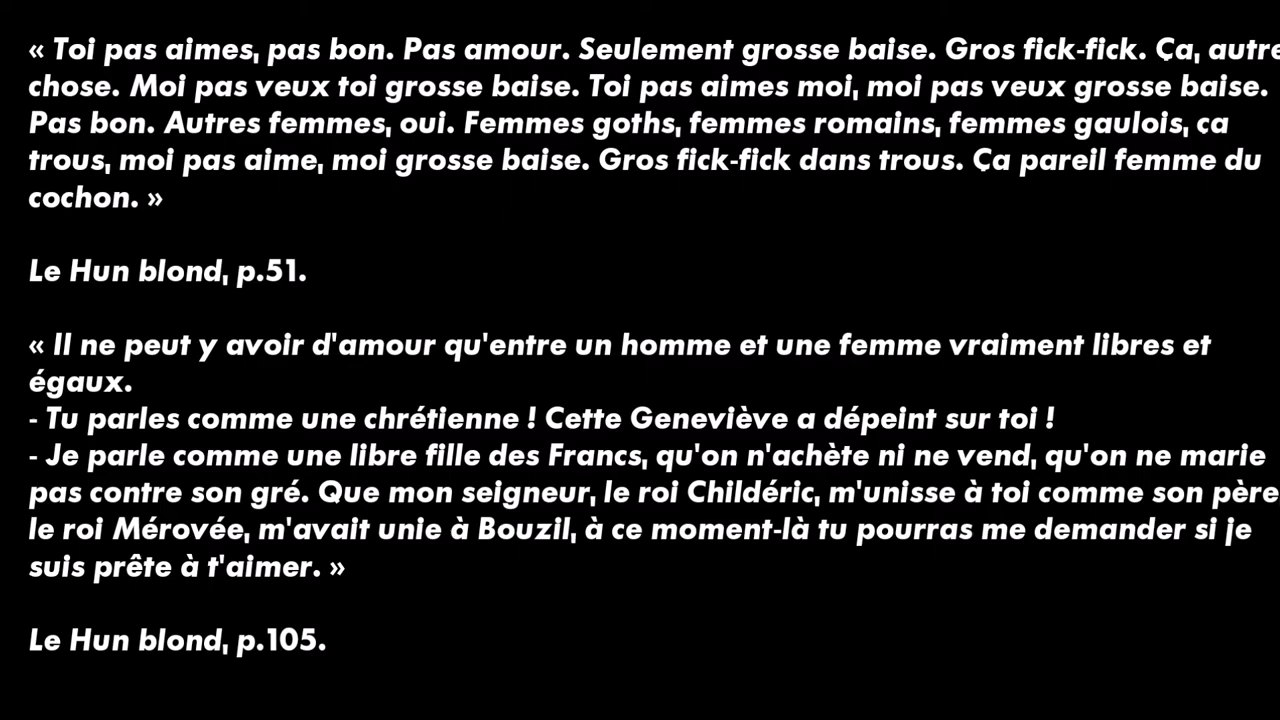 « Toi pas aimes, pas bon. Pas amour. Seulement grosse baise. Gros fick-fick. Ça, autre
chose. Moi pas veux toi grosse baise. Toi pas aimes moi, moi pas veux grosse baise.
Pas bon. Autres femmes, oui. Femmes goths, femmes romains, femmes gaulois, ca
trous, moi pas aime, moi grosse baise. Gros fick-fick dans trous. Ça pareil femme du
cochon. »
Le Hun blond, p.51.
« Il ne peut y avoir d'amour qu'entre un homme et une femme vraiment libres et
égaux.
- Tu parles comme une chrétienne ! Cette Geneviève a dépeint sur toi !
- Je parle comme une libre fille des Francs, qu'on n'achète ni ne vend, qu'on ne marie
pas contre son gré. Que mon seigneur, le roi Childéric, m'unisse à toi comme son père
le roi Mérovée, m'avait unie à Bouzil, à ce moment-là tu pourras me demander si je
suis prête à t'aimer. »
Le Hun blond, p.105.